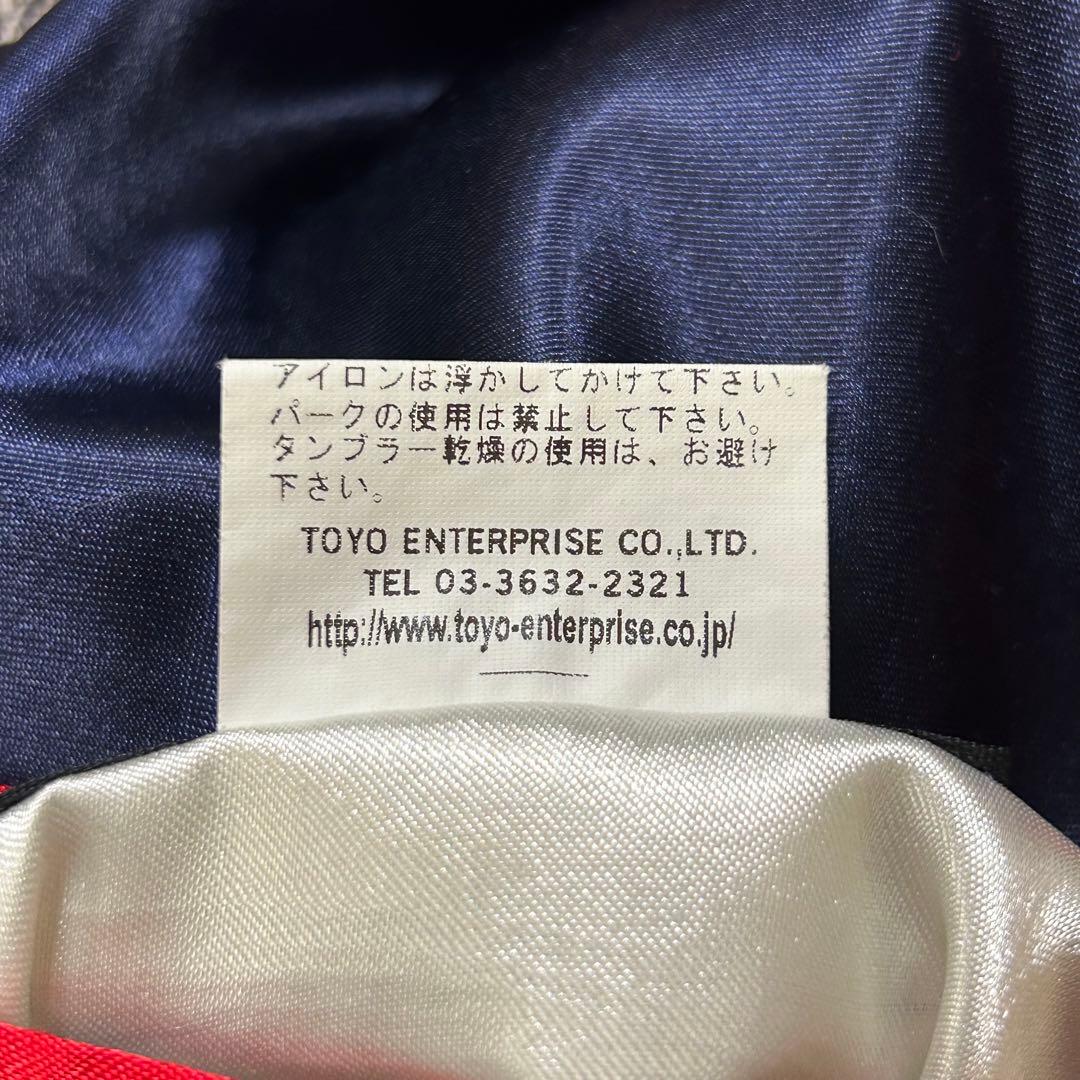 アイロンは浮かしてかけて下さい。
パークの使用は禁止して下さい。
タンブラー乾燥の使用は、お避け
下さい。
TOYO ENTERPRISE CO.,LTD.
TEL 03-3632-2321
http://www.toyo-enterprise.co.jp/